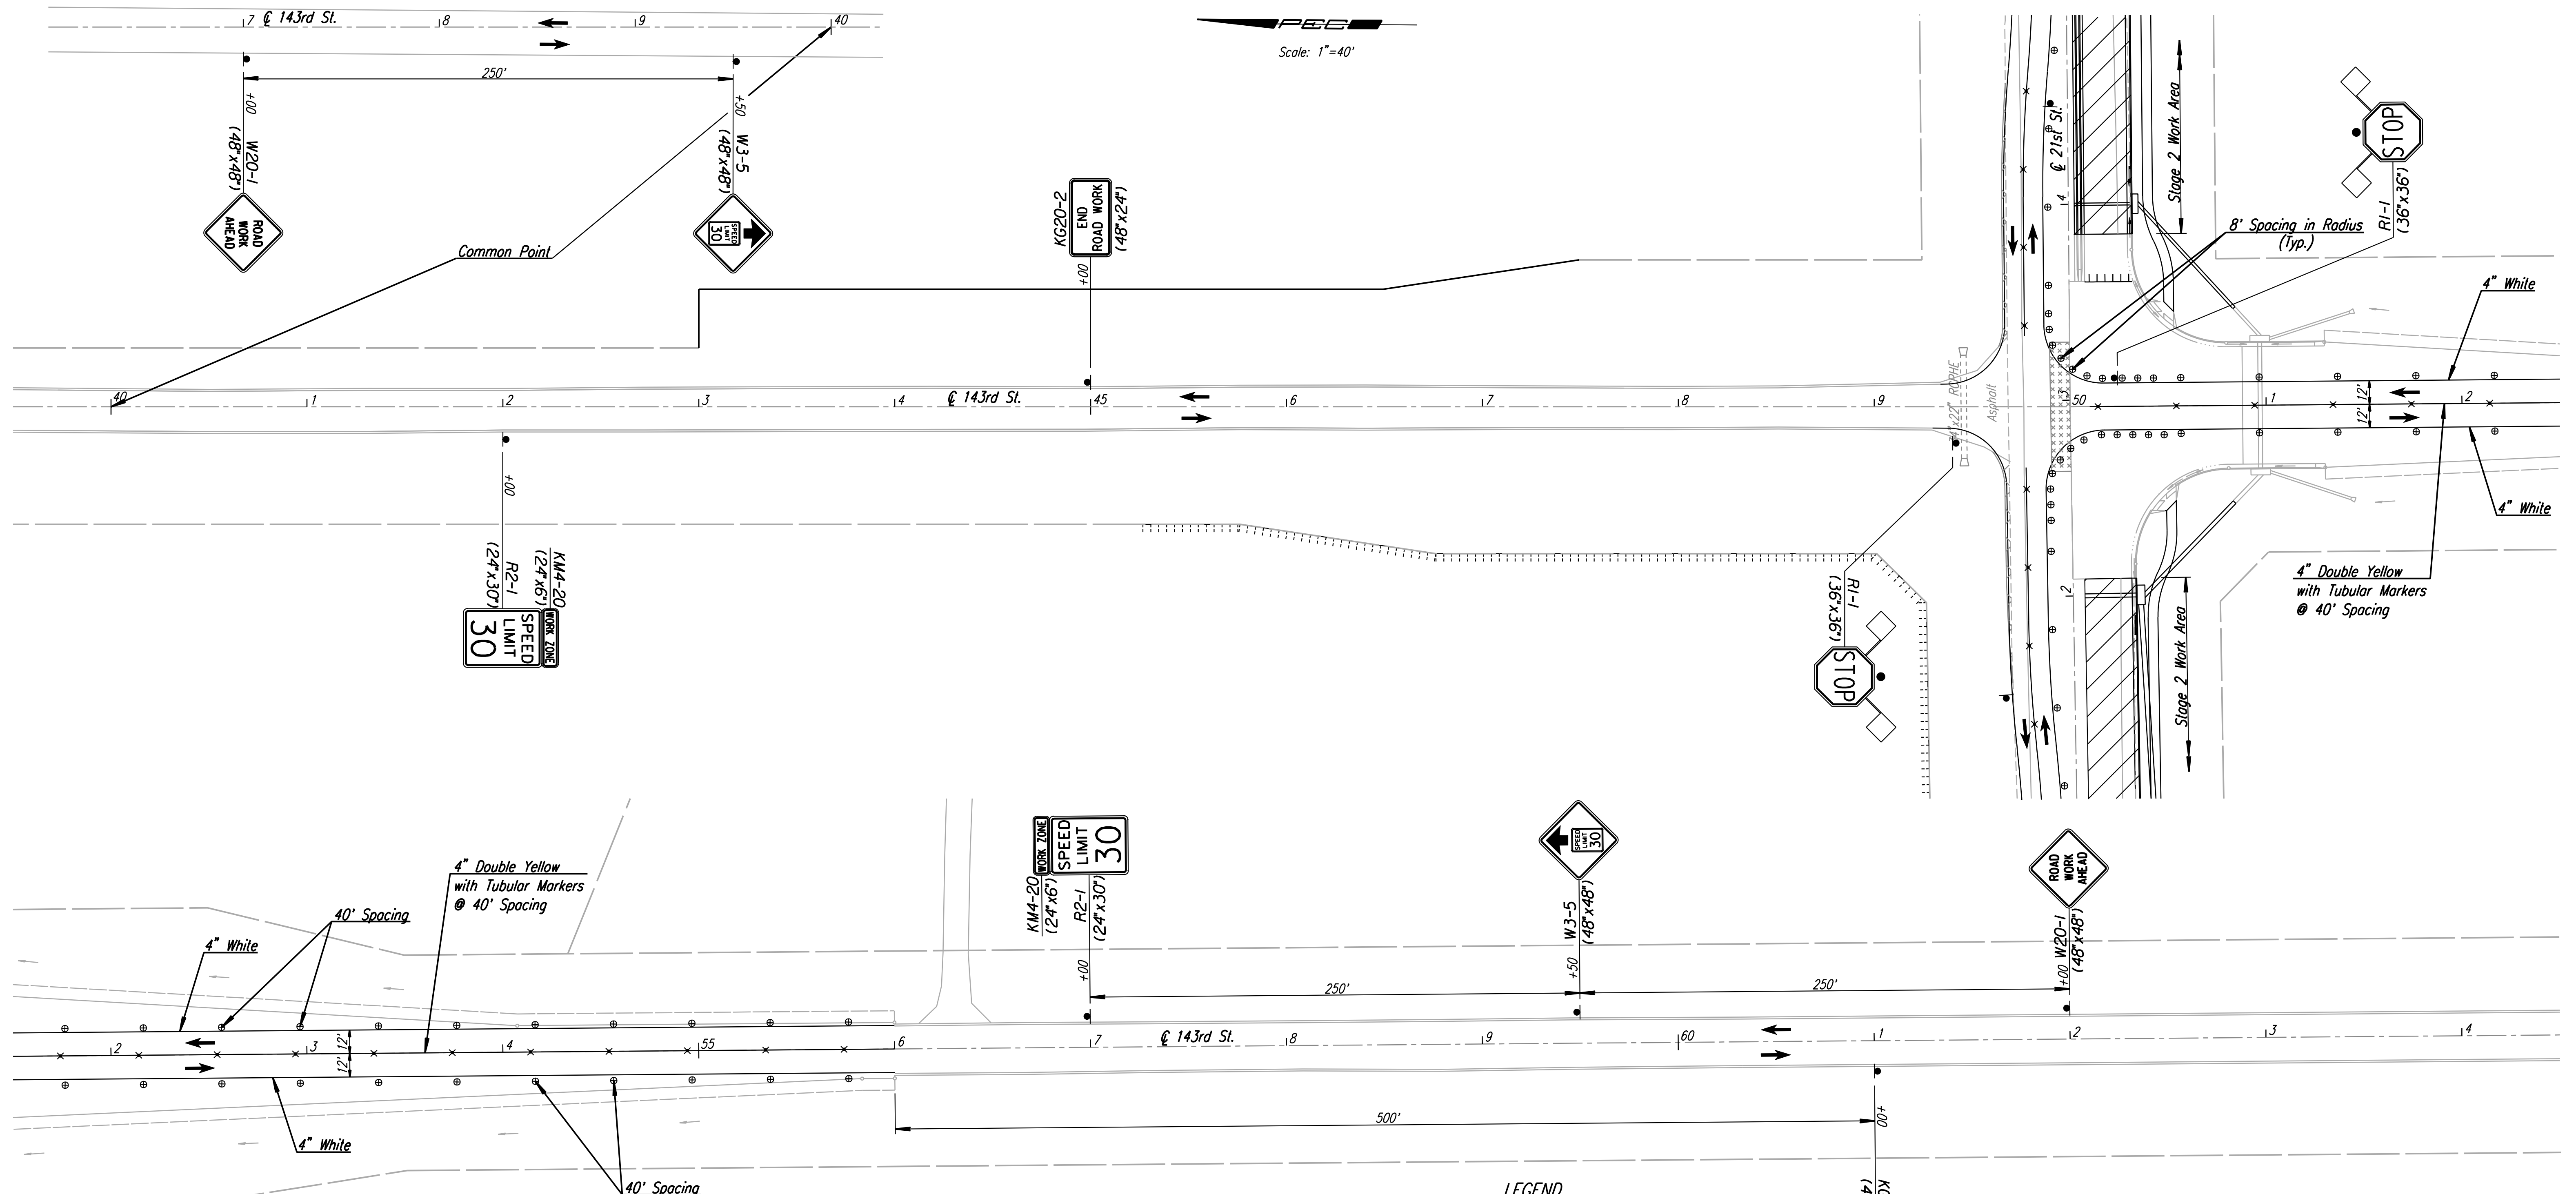 7
℄ 143rd St.
8
9
40
PEC
Scale: 1"=40'
250'
+00
W20-1
(48"x48")
ROAD
WORK
AHEAD
+50
W3-5
(48"x48")
SPEED
LIMIT
30
Common Point
KG20-2
(48"x24")
END
ROAD WORK
+00
℄ 21st St.
4
Stage 2 Work Area
STOP
R1-1
(36"x36")
8' Spacing in Radius
(Typ.)
4" White
40
1
2
3
4
℄ 143rd St.
45
6
7
8
9
Asphalt
3
50
1
2
12'
12'
4" White
+00
R2-1
(24"x30")
KM4-20
(24"x6")
WORK ZONE
SPEED
LIMIT
30
R1-1
(36"x36")
STOP
2
Stage 2 Work Area
4" Double Yellow
with Tubular Markers
@ 40' Spacing
4" Double Yellow
with Tubular Markers
@ 40' Spacing
40' Spacing
4" White
WORK ZONE
SPEED
LIMIT
30
KM4-20
(24"x6")
R2-1
(24"x30")
+00
SPEED
LIMIT
30
W3-5
(48"x48")
+50
ROAD
WORK
AHEAD
W20-1
(48"x48")
+00
250'
250'
2
3
12'
12'
4
55
6
7
℄ 143rd St.
8
9
60
1
2
3
4
500'
+00
4" White
40' Spacing
LEGEND